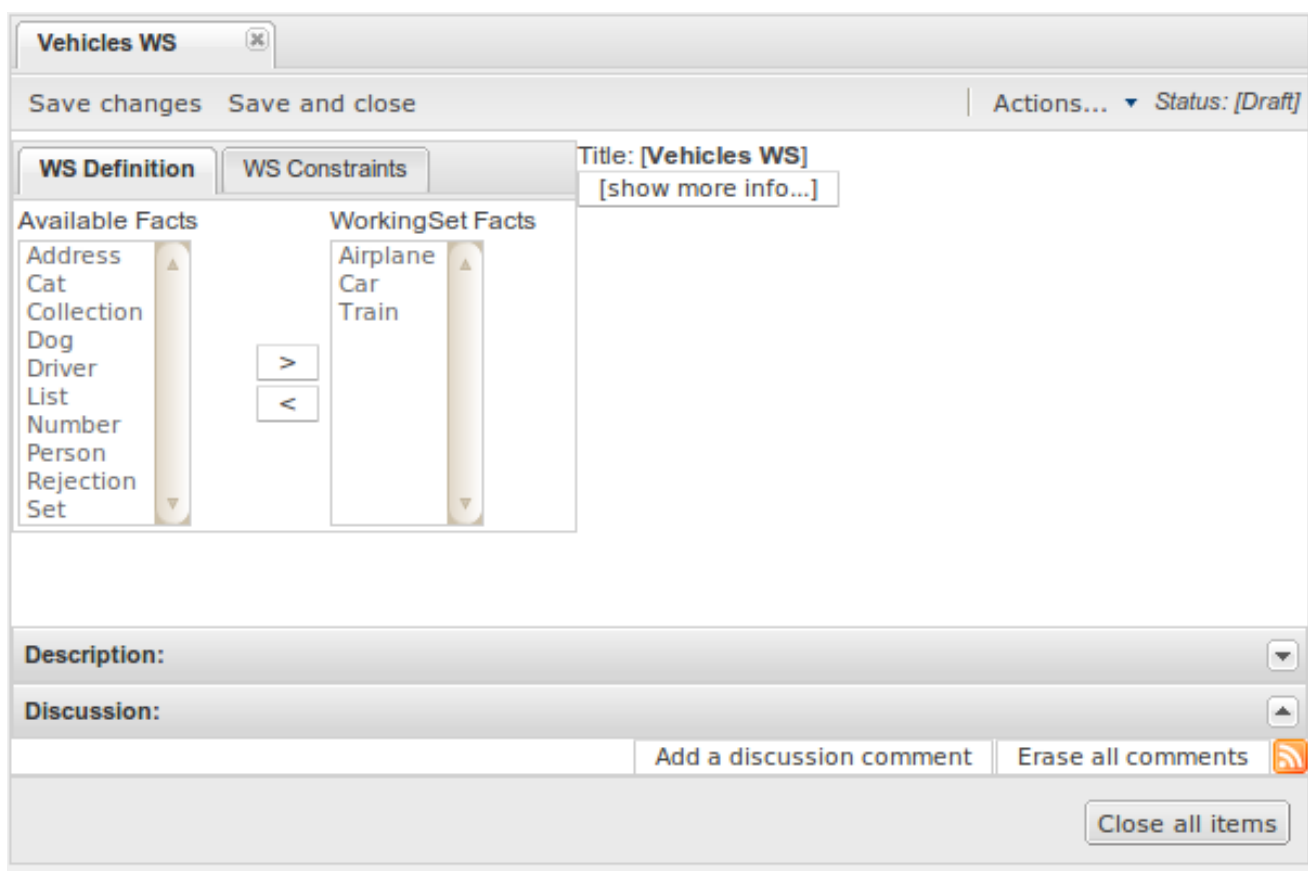 Vehicles WS
Save changes Save and close Actions... Status: [Draft]
WS Definition WS Constraints
Title: [Vehicles WS]
[show more info...]
Available Facts WorkingSet Facts
Address Airplane
Cat Car
Collection Train
Dog
Driver
List
Number
Person
Rejection
Set
>
<
Description:
Discussion:
Add a discussion comment Erase all comments
Close all items